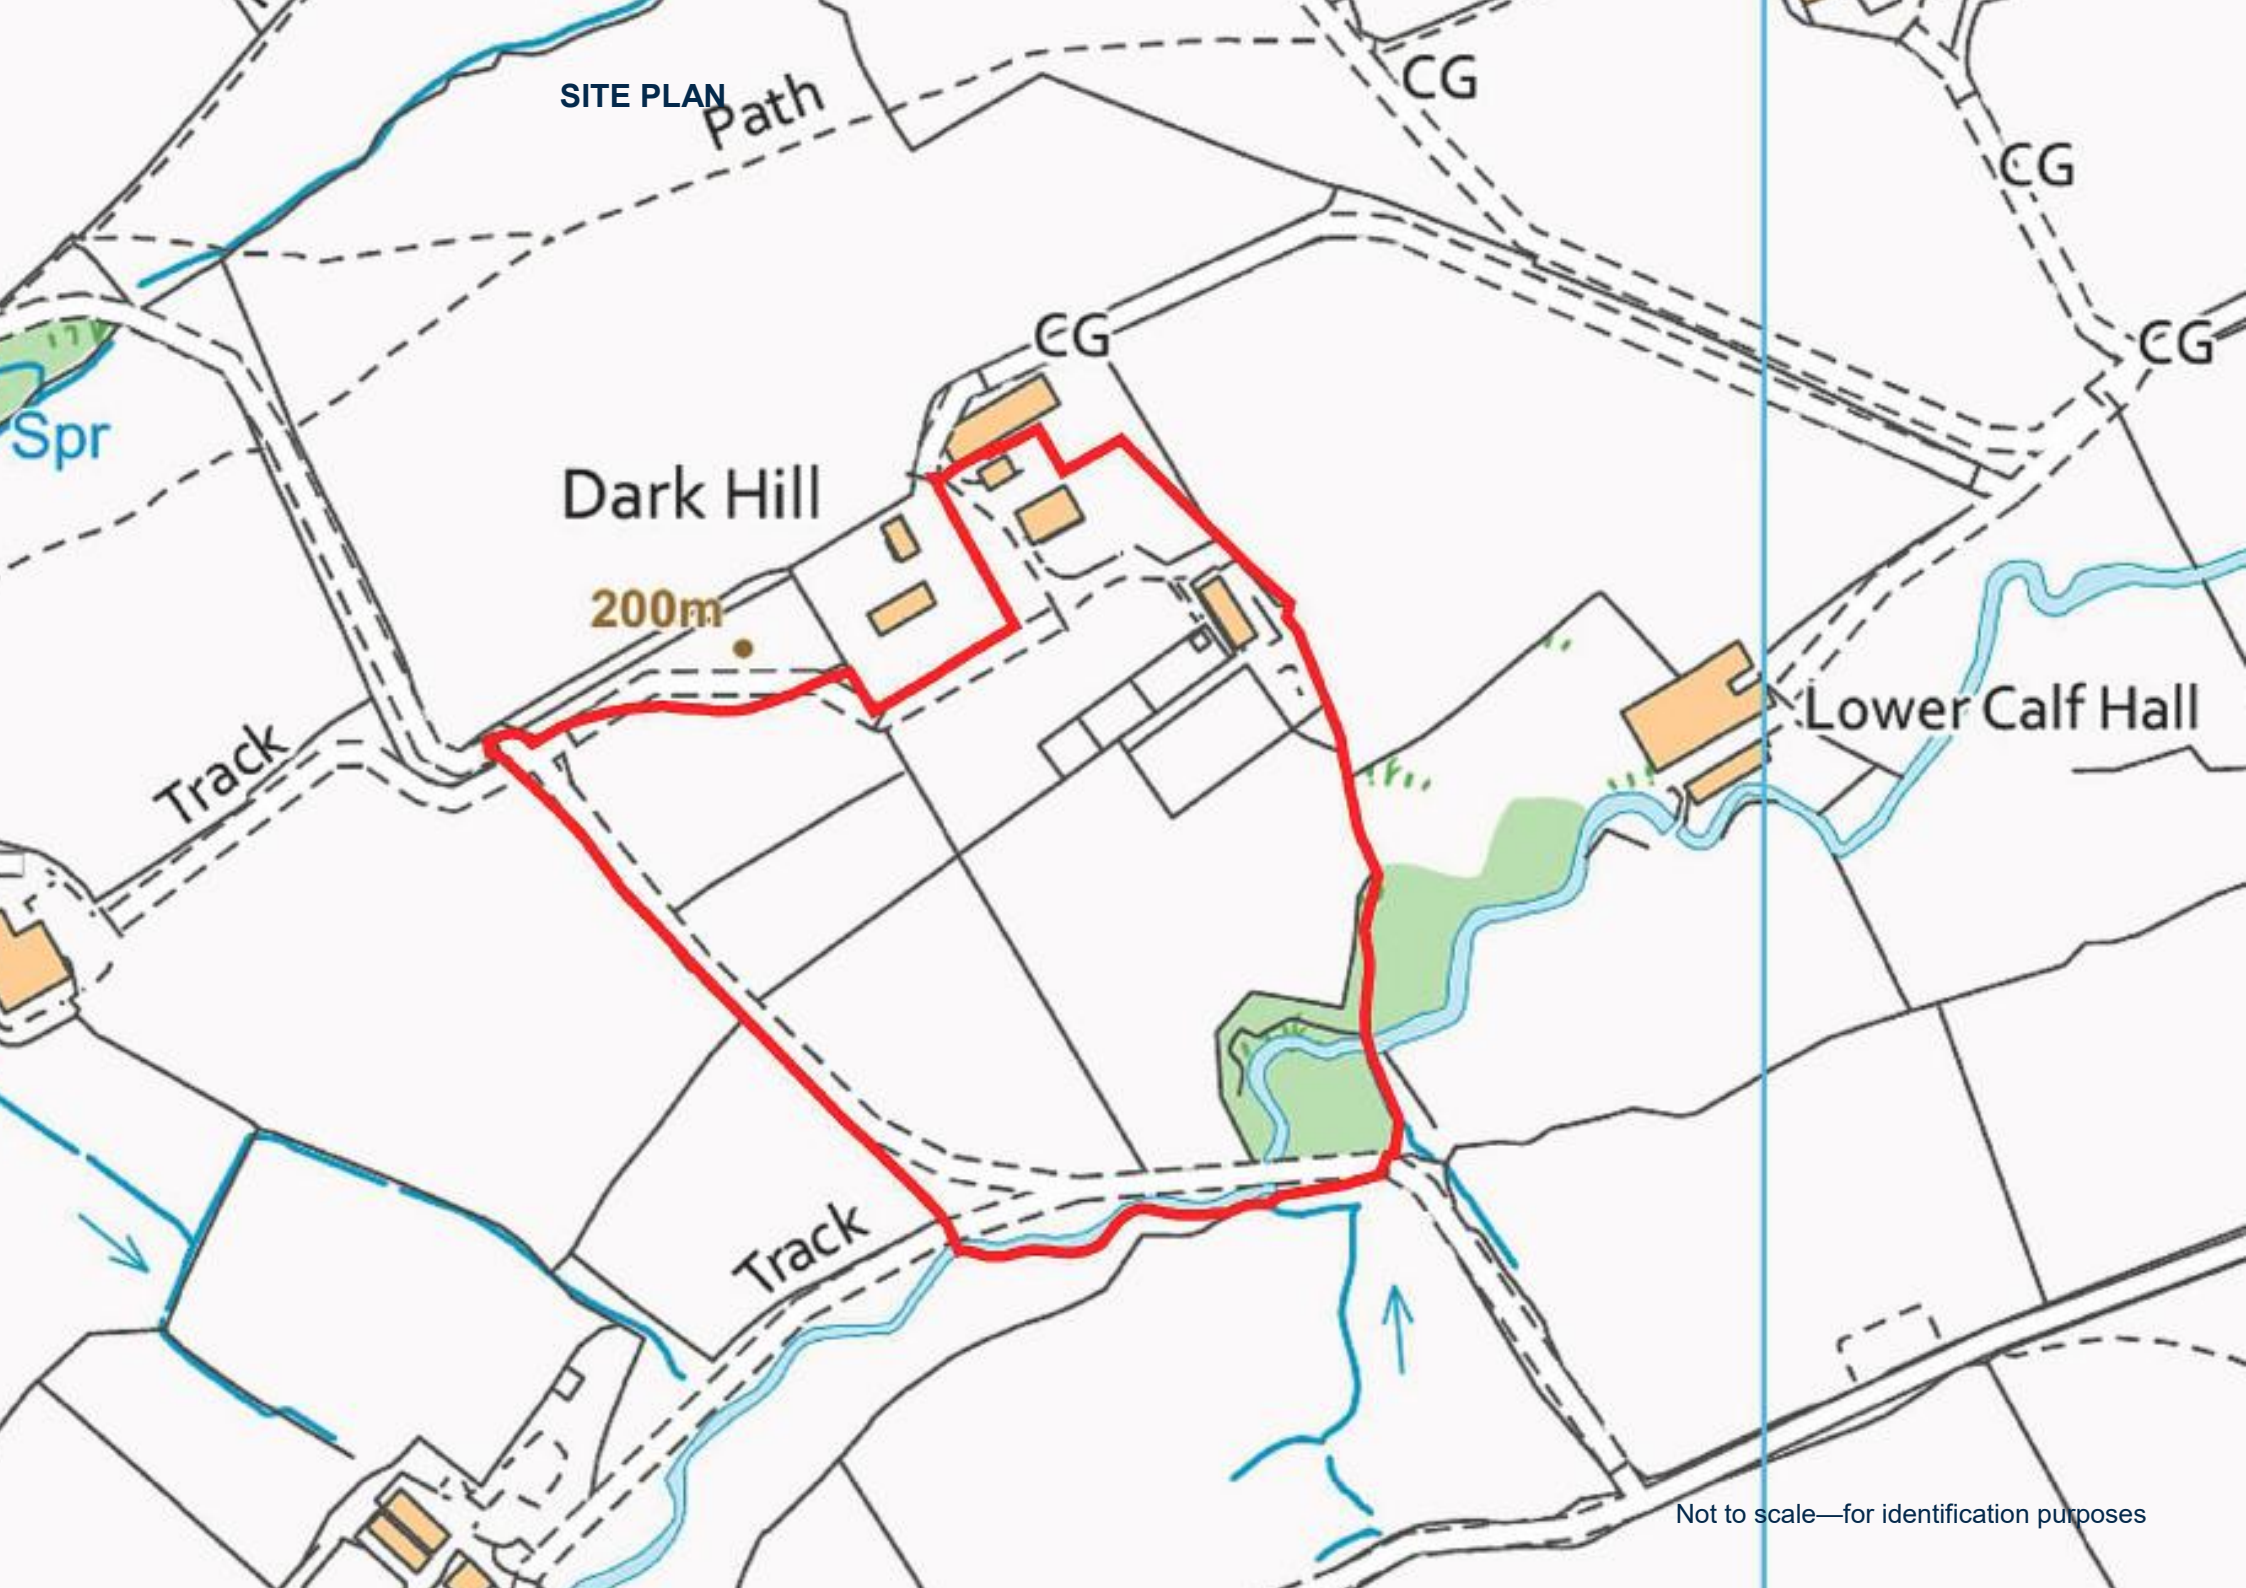 SITE PLAN
Path
CG
CG
CG
CG
Spr
Dark Hill
200m
Lower Calf Hall
Track
Track
Not to scale—for identification purposes